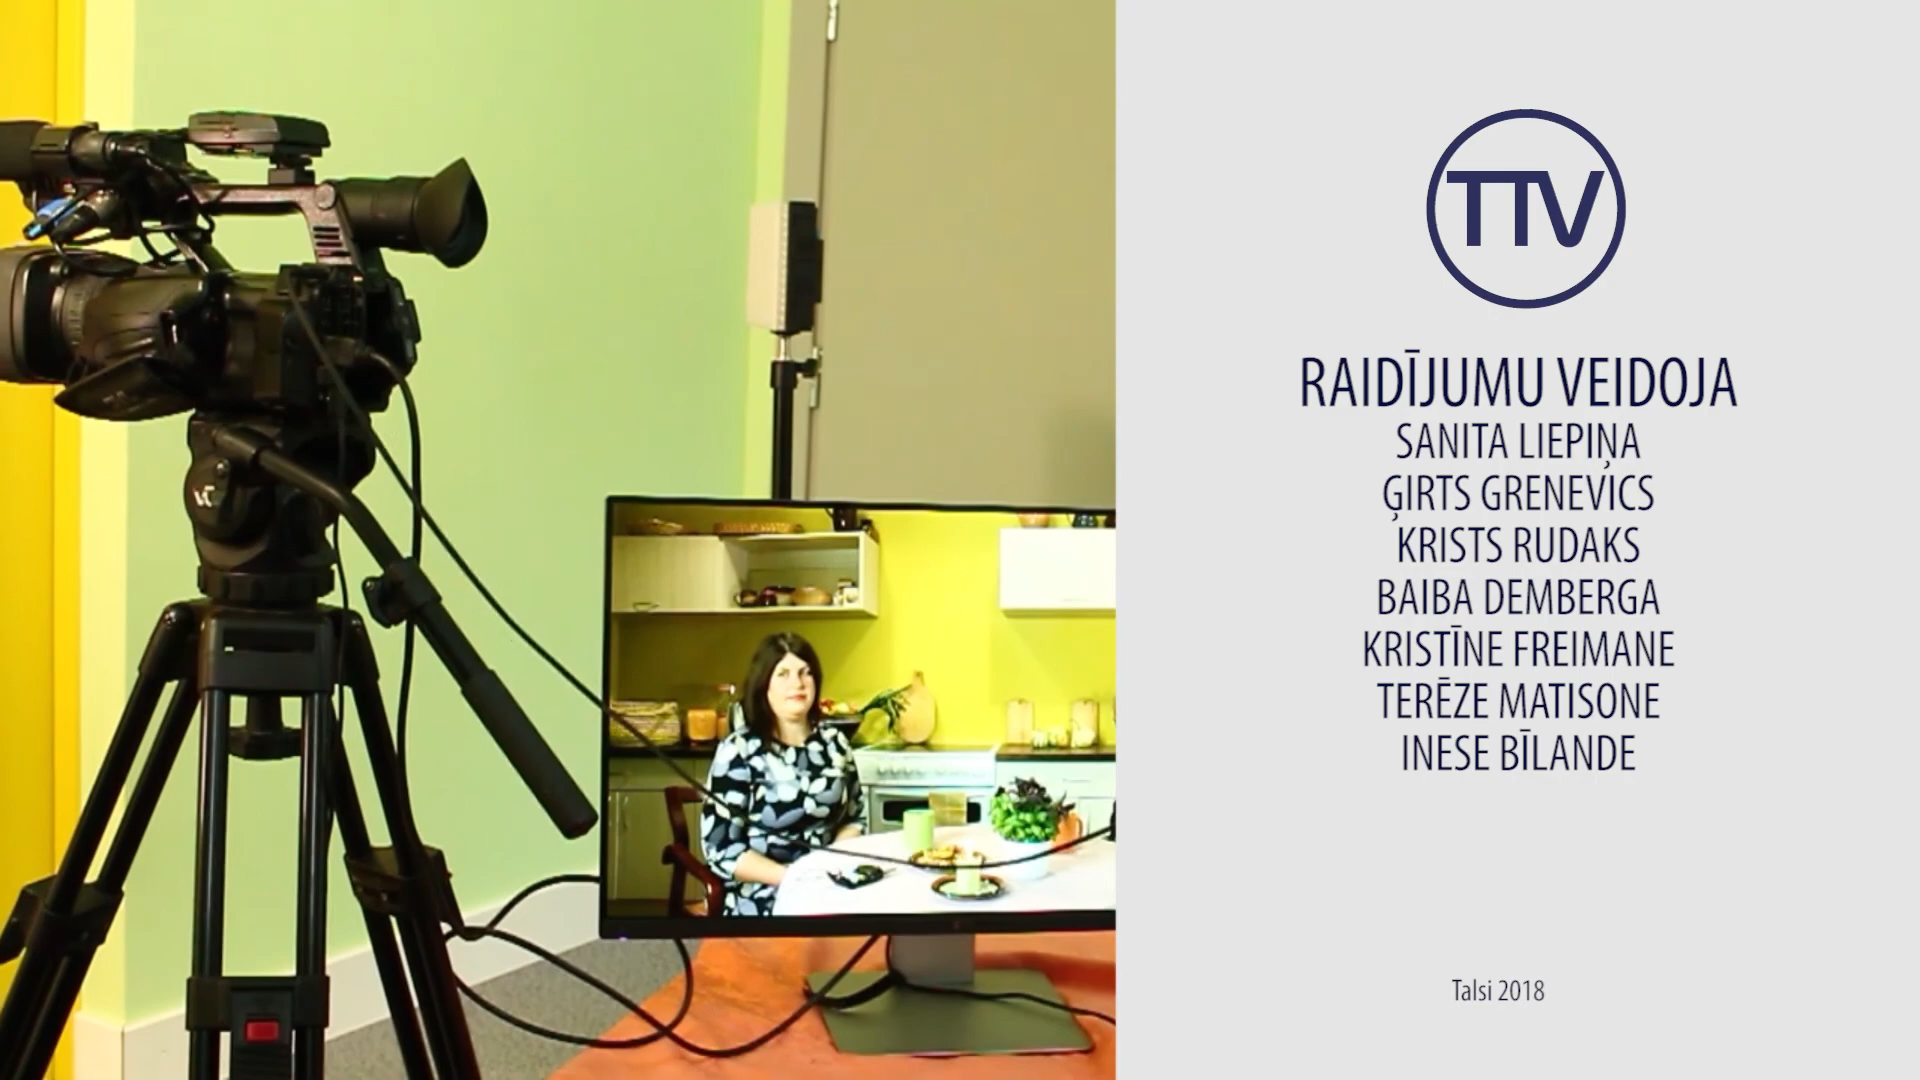 TTV
RAIDĪJUMU VEIDOJA
SANITA LIEPIŅA
ĢIRTS GRENEVICS
KRISTS RUDAKS
BAIBA DEMBERGA
KRISTĪNE FREIMANE
TERĒZE MATISONE
INESE BĪLANDE
Talsi 2018